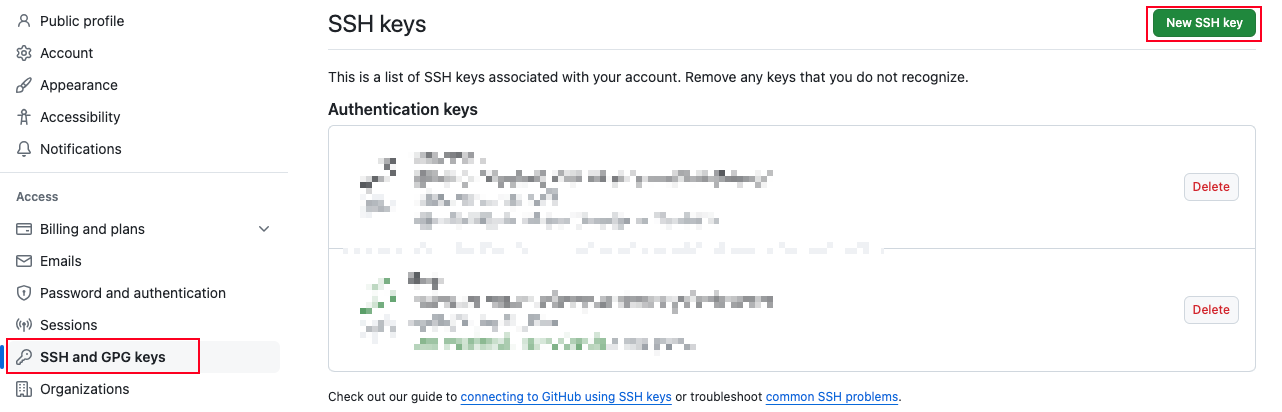 Public profile
Account
Appearance
Accessibility
Notifications
Access
Billing and plans
Emails
Password and authentication
Sessions
SSH and GPG keys
Organizations
SSH keys
New SSH key
This is a list of SSH keys associated with your account. Remove any keys that you do not recognize.
Authentication keys
Delete
Delete
Check out our guide to connecting to GitHub using SSH keys or troubleshoot common SSH problems.